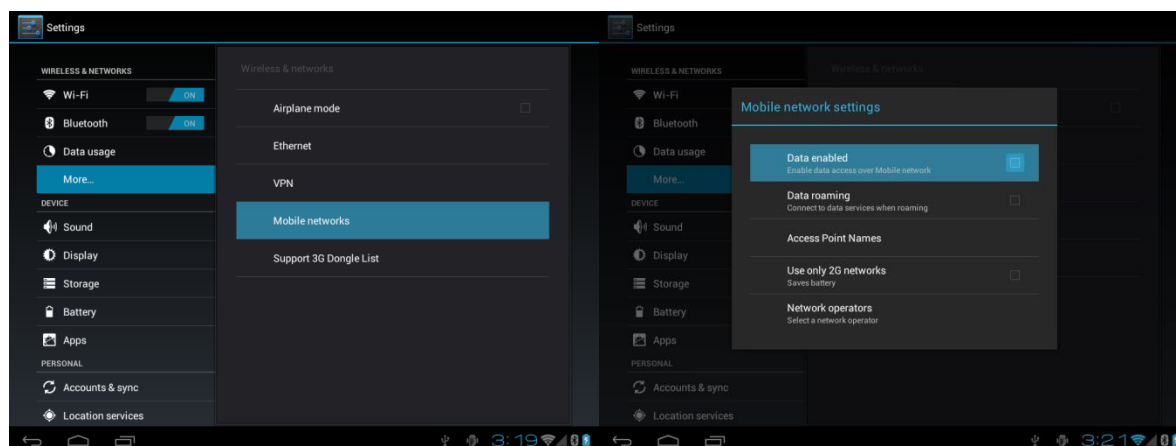 Settings
WIRELESS & NETWORKS
Wi-Fi ON
Bluetooth ON
Data usage
More...
DEVICE
Sound
Display
Storage
Battery
Apps
PERSONAL
Accounts & sync
Location services
Wireless & networks
Airplane mode
Ethernet
VPN
Mobile networks
Support 3G Dongle List
3:19
Settings
WIRELESS & NETWORKS
Wi-Fi
Bluetooth
Data usage
More...
DEVICE
Sound
Display
Storage
Battery
Apps
PERSONAL
Accounts & sync
Location services
Wireless & networks
Mobile network settings
Data enabled
Enable data access over Mobile network
Data roaming
Connect to data services when roaming
Access Point Names
Use only 2G networks
Saves battery
Network operators
Select a network operator
3:21